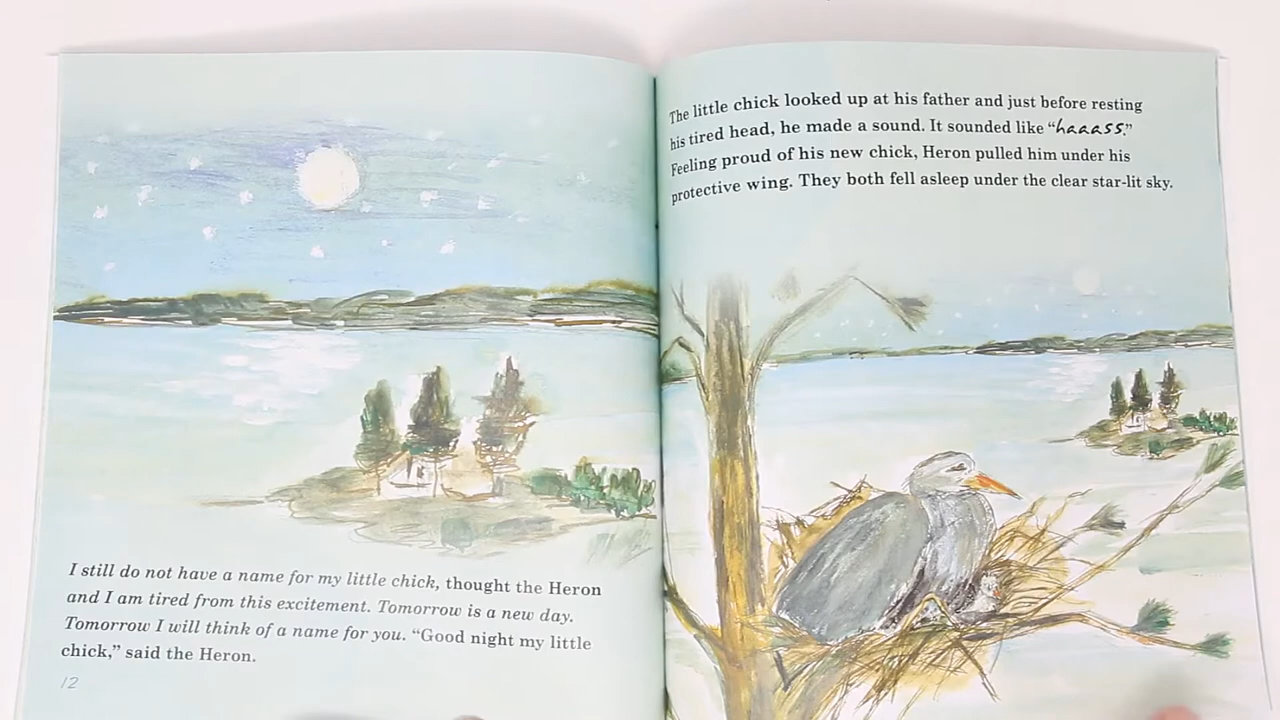 I still do not have a name for my little chick, thought the Heron
and I am tired from this excitement. Tomorrow is a new day.
Tomorrow I will think of a name for you. “Good night my little
chick,” said the Heron.
12
The little chick looked up at his father and just before resting
his tired head, he made a sound. It sounded like “haaass.”
Feeling proud of his new chick, Heron pulled him under his
protective wing. They both fell asleep under the clear star-lit sky.